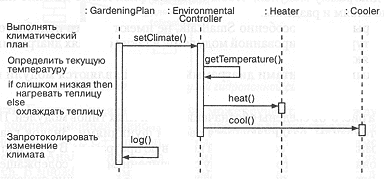 : GardeningPlan
: Environmental
Controller
: Heater
: Cooler
Выполнять
климатический
план
setClimate()
Определить текущую
температуру
getTemperature()
if слишком низкая then
нагревать теплицу
else
охлаждать теплицу
heat()
cool()
Запротоколировать
изменение
климата
log()